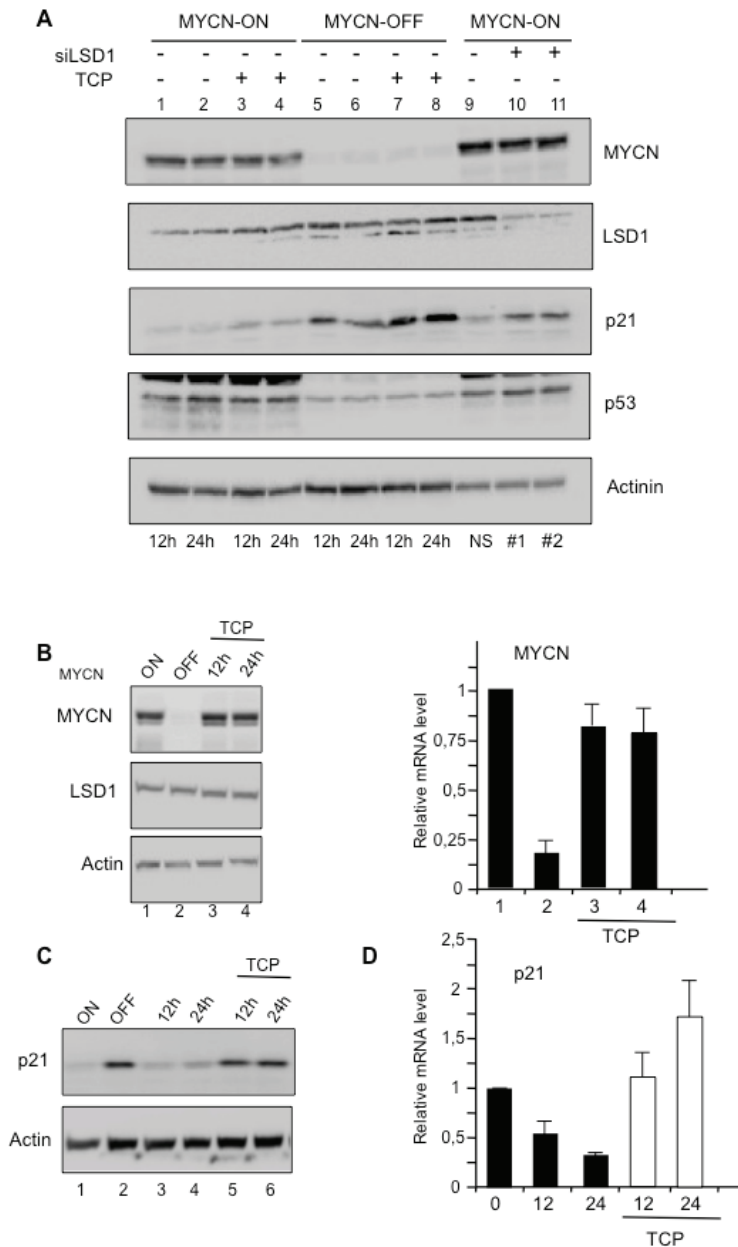 A
MYCN-ON MYCN-OFF MYCN-ON
siLSD1 - - - - - - - - - + +
TCP - - + + - - + + - - -
1 2 3 4 5 6 7 8 9 10 11
MYCN
LSD1
p21
p53
Actinin
12h 24h 12h 24h 12h 24h 12h 24h NS #1 #2
B
TCP
MYCN ON OFF 12h 24h
MYCN
LSD1
Actin
1 2 3 4
MYCN
Relative mRNA level
1
0,75
0,5
0,25
0
1 2 3 4
TCP
C
TCP
ON OFF 12h 24h 12h 24h
p21
Actin
1 2 3 4 5 6
D
p21
Relative mRNA level
2,5
2
1,5
1
0,5
0
0 12 24 12 24
TCP